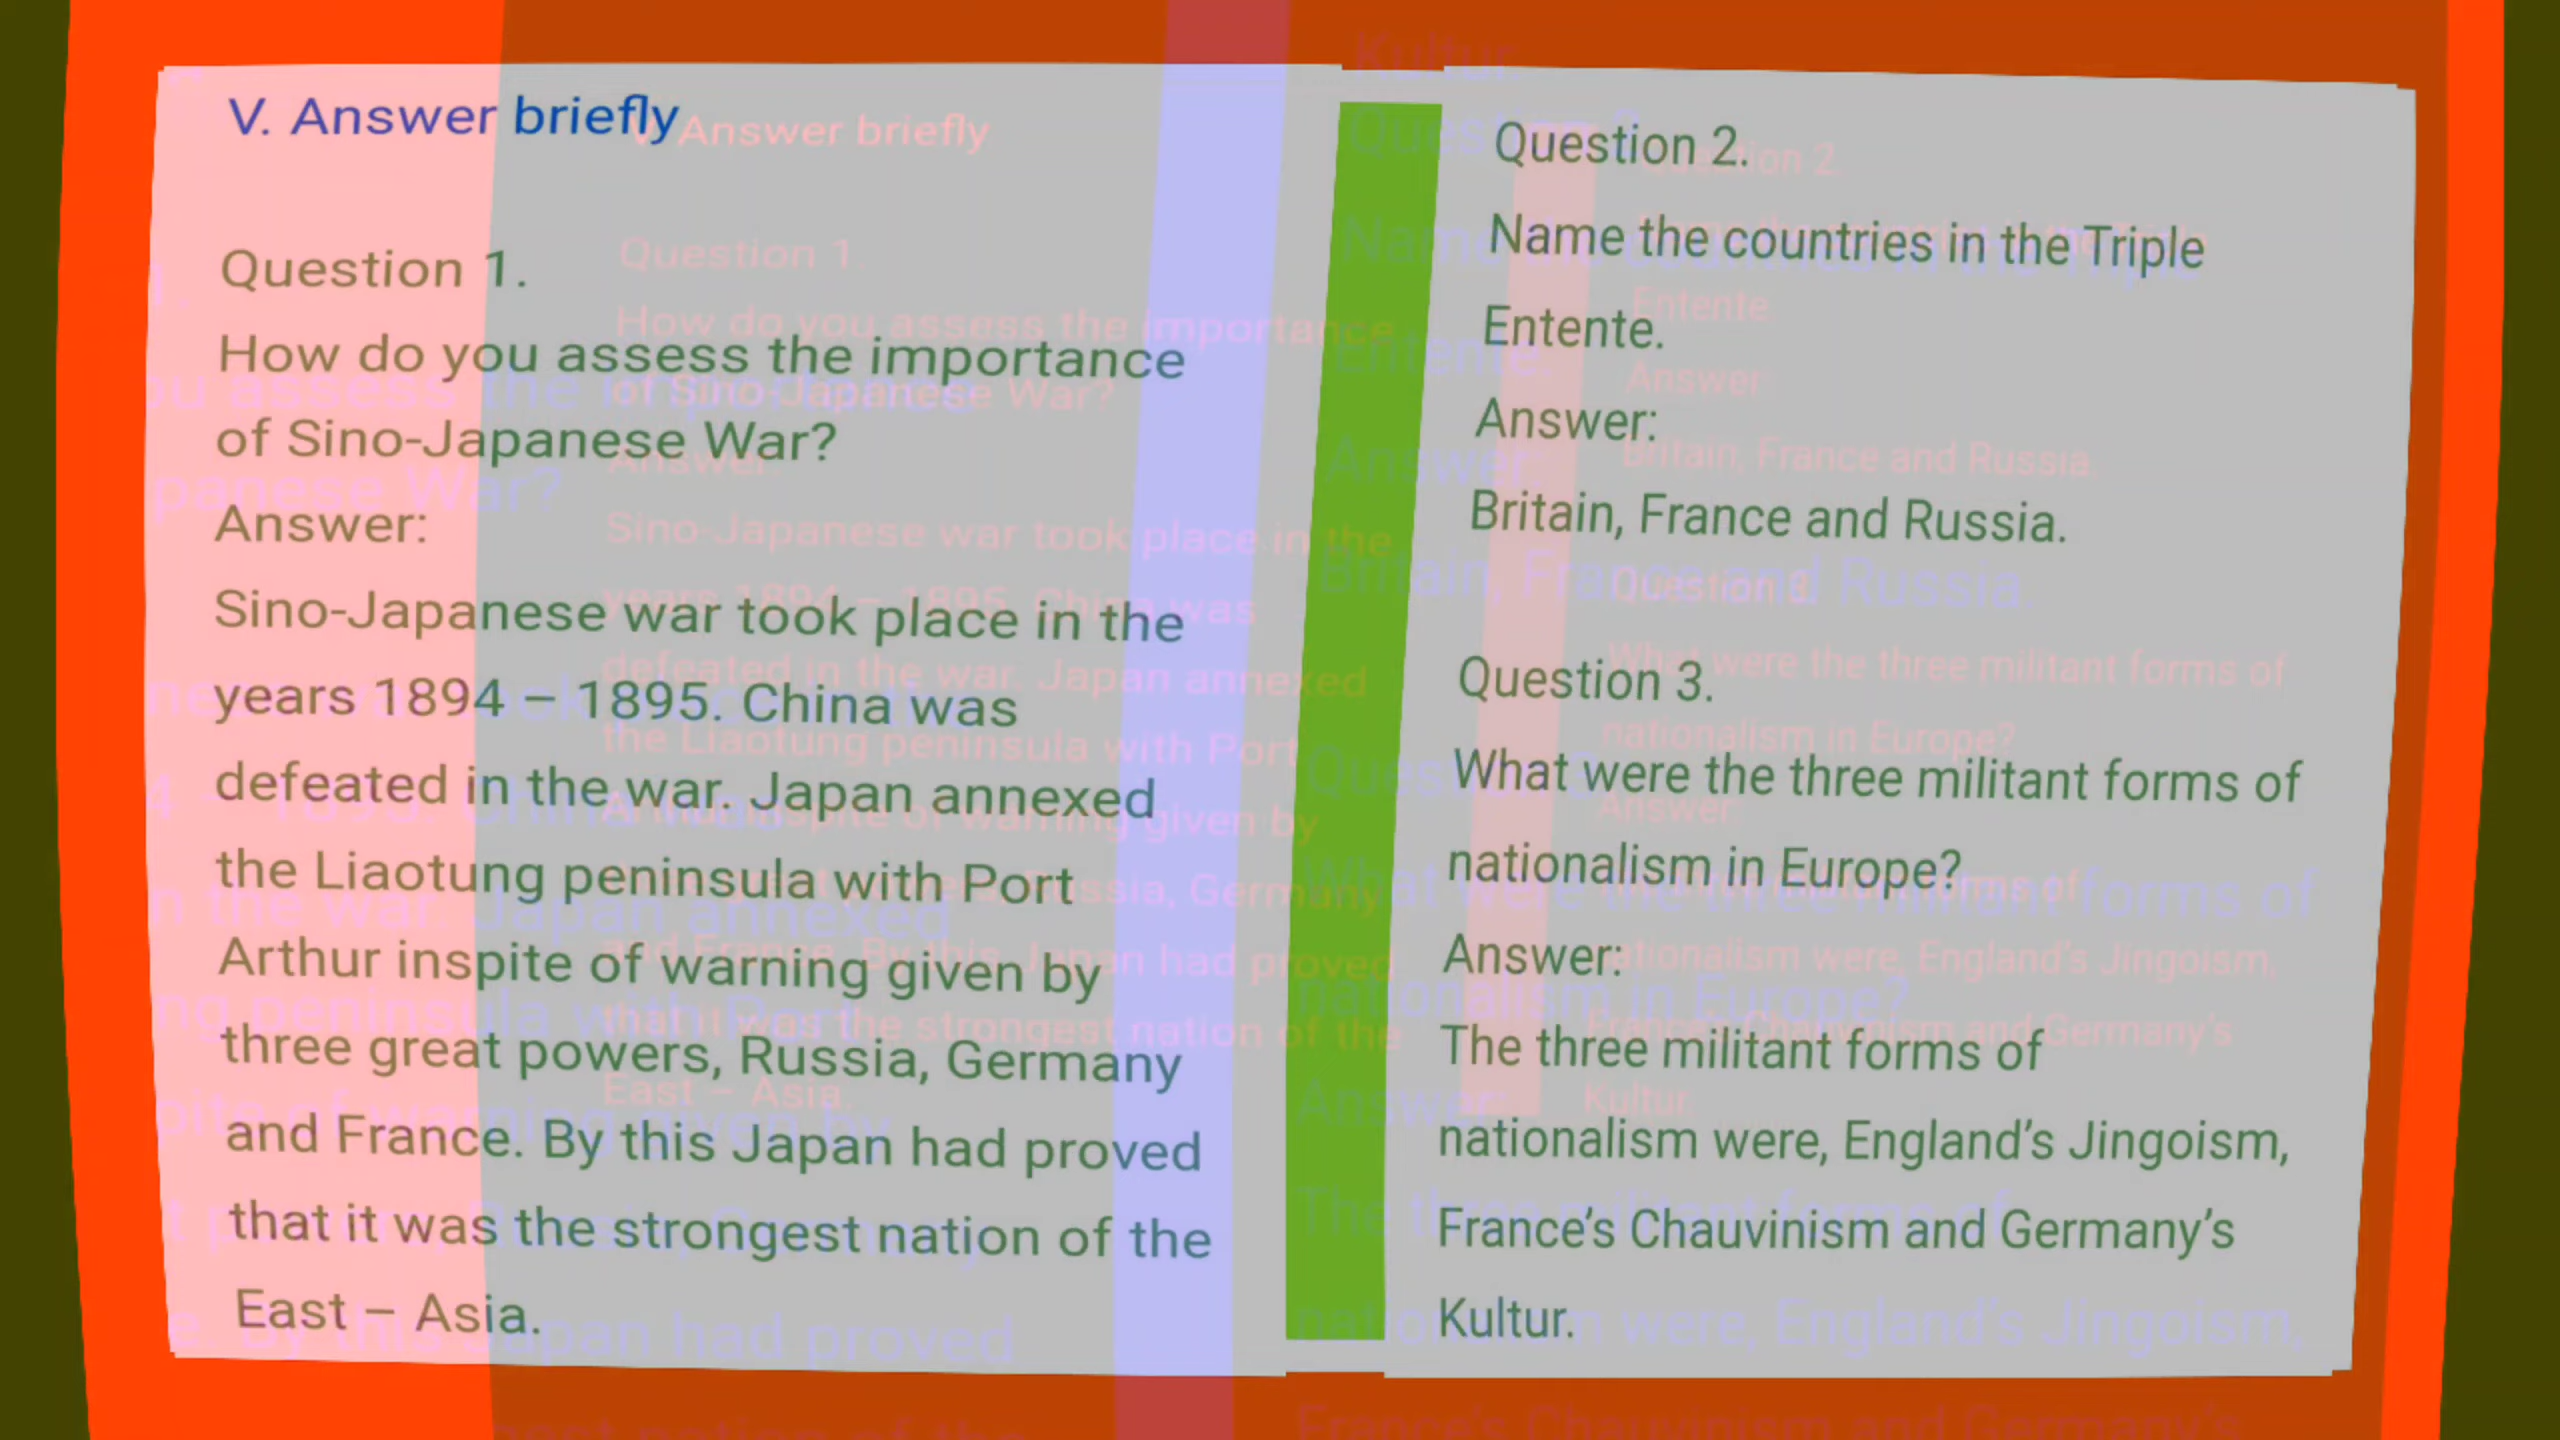 V. Answer briefly
Question 1.
How do you assess the importance
of Sino-Japanese War?
Answer:
Sino-Japanese war took place in the
years 1894 – 1895. China was
defeated in the war. Japan annexed
the Liaotung peninsula with Port
Arthur inspite of warning given by
three great powers, Russia, Germany
and France. By this Japan had proved
that it was the strongest nation of the
East – Asia.
Question 2.
Name the countries in the Triple
Entente.
Answer:
Britain, France and Russia.
Question 3.
What were the three militant forms of
nationalism in Europe?
Answer:
The three militant forms of
nationalism were, England's Jingoism,
France's Chauvinism and Germany's
Kultur.